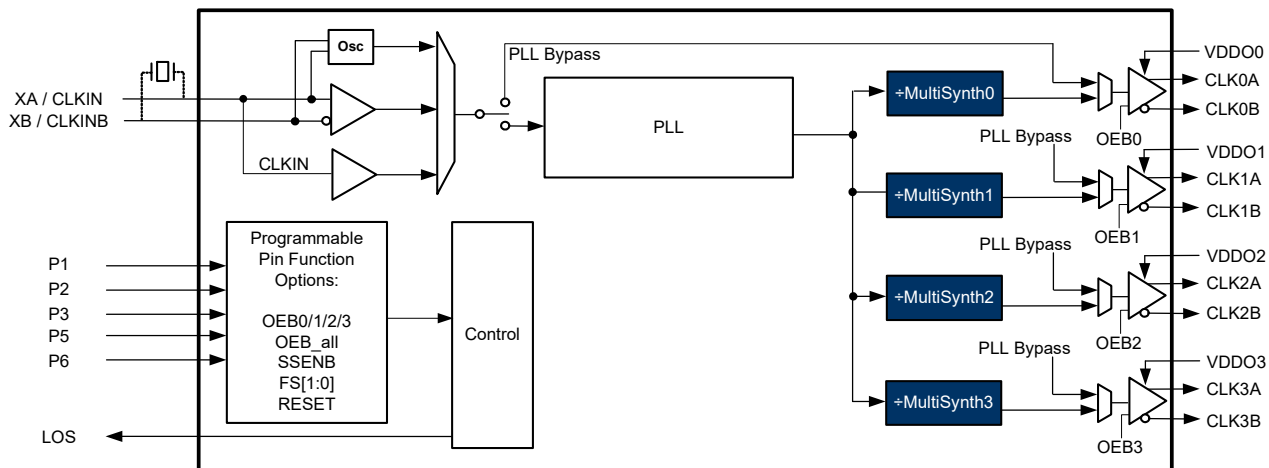 Osc
PLL Bypass
VDDO0
XA / CLKIN
÷MultiSynth0
CLK0A
XB / CLKINB
PLL
CLK0B
OEB0
PLL Bypass
CLKIN
VDDO1
÷MultiSynth1
CLK1A
CLK1B
OEB1
Programmable
Pin Function
Options:
OEB0/1/2/3
OEB_all
SSENB
FS[1:0]
RESET
P1
P2
P3
P5
P6
Control
LOS
PLL Bypass
VDDO2
÷MultiSynth2
CLK2A
CLK2B
OEB2
PLL Bypass
VDDO3
÷MultiSynth3
CLK3A
CLK3B
OEB3